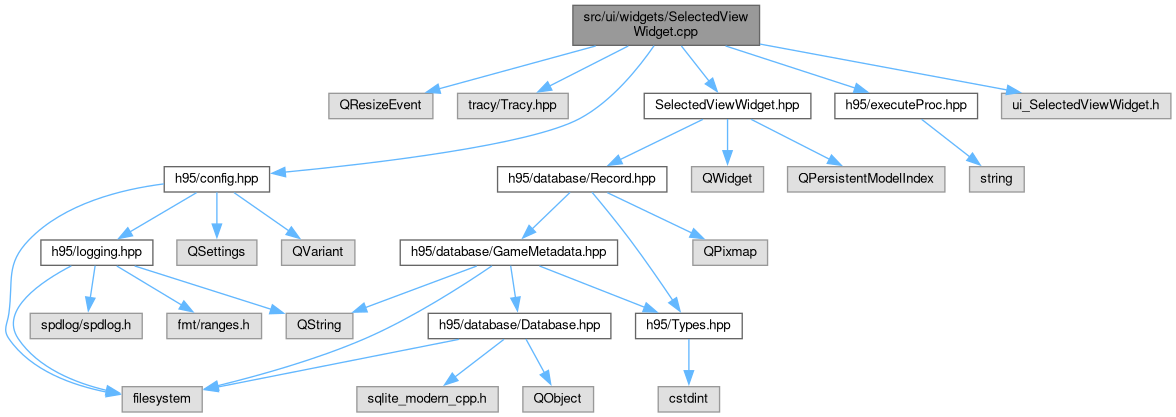 src/ui/widgets/SelectedView
Widget.cpp
QResizeEvent
tracy/Tracy.hpp
SelectedViewWidget.hpp
h95/executeProc.hpp
ui_SelectedViewWidget.h
h95/config.hpp
h95/database/Record.hpp
QWidget
QPersistentModelIndex
string
h95/logging.hpp
QSettings
QVariant
h95/database/GameMetadata.hpp
QPixmap
spdlog/spdlog.h
fmt/ranges.h
QString
h95/database/Database.hpp
h95/Types.hpp
filesystem
sqlite_modern_cpp.h
QObject
cstdint